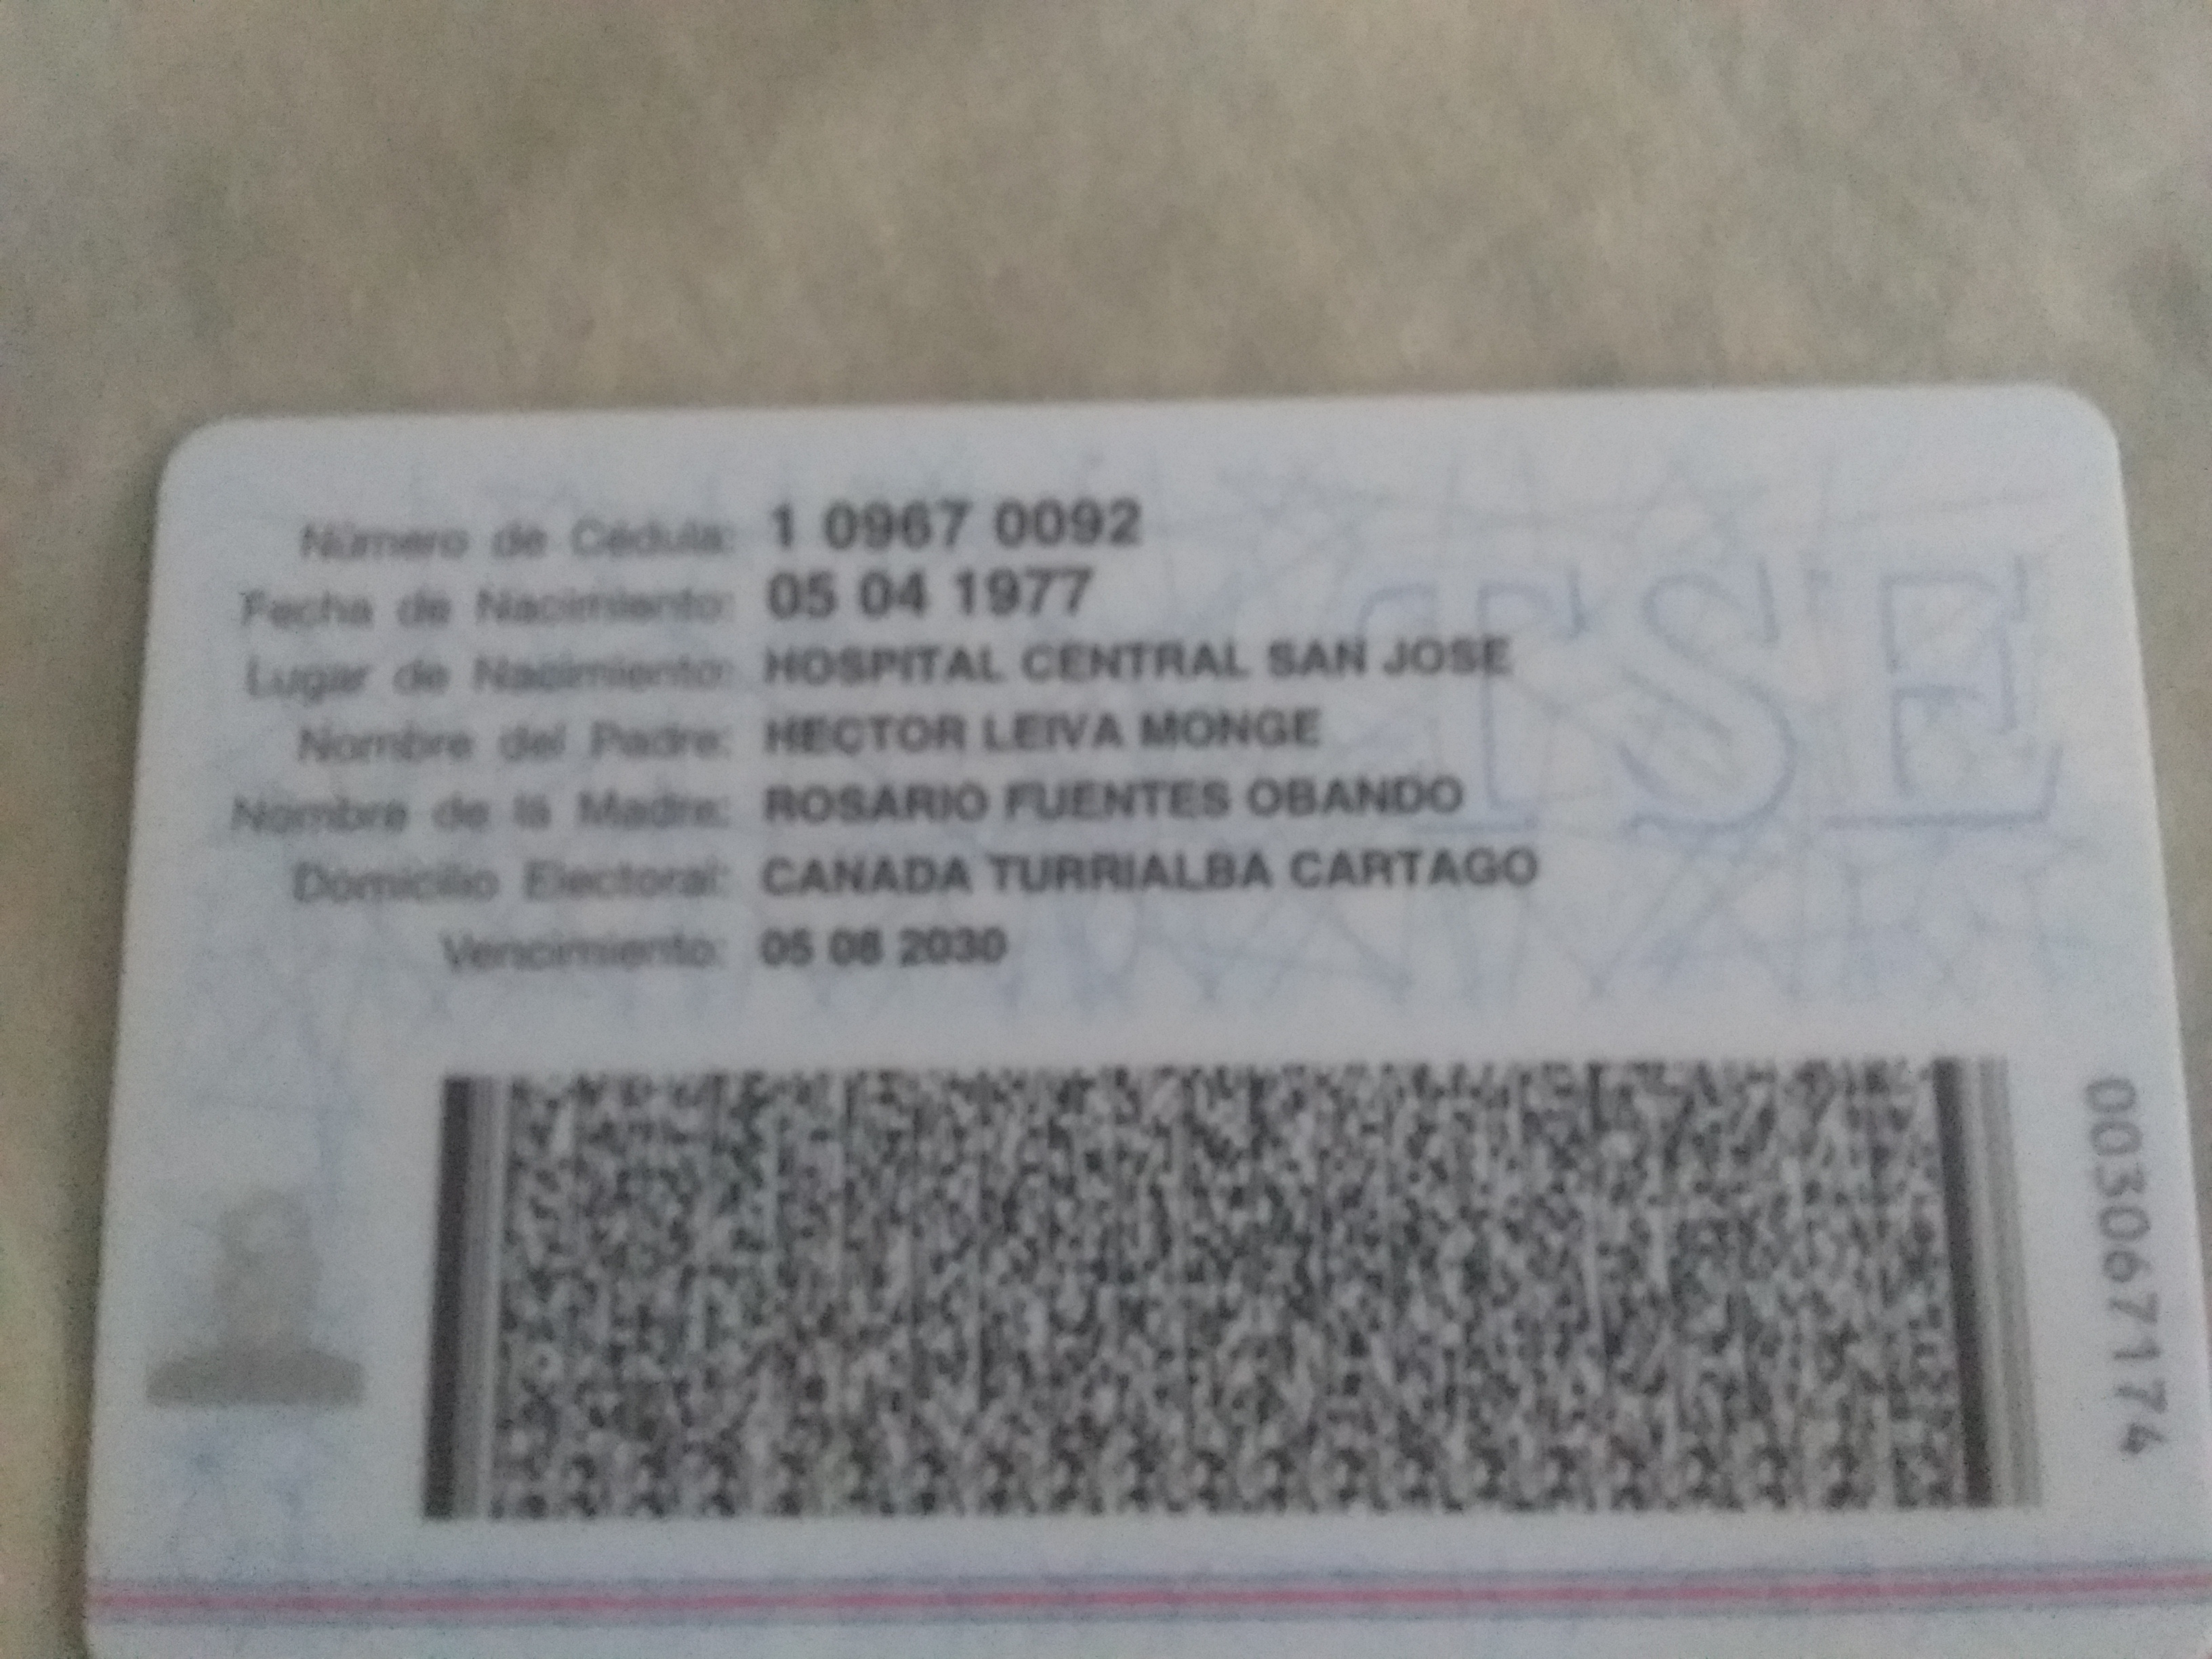 Número de Cédula: 1 0967 0092
Fecha de Nacimiento: 05 04 1977
Lugar de Nacimiento: HOSPITAL CENTRAL SAN JOSE
Nombre del Padre: HECTOR LEIVA MONGE
Nombre de la Madre: ROSARIO FUENTES OBANDO
Domicilio Electoral: CANADA TURRIALBA CARTAGO
Vencimiento: 05 08 2030
TSE
003067174